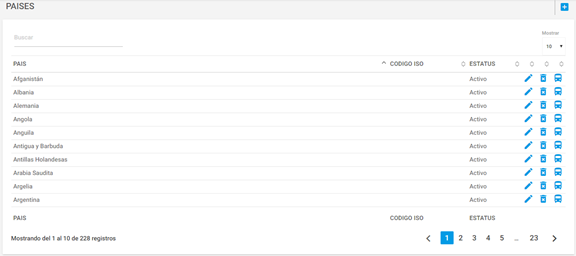 PAISES
Mostrar
Buscar
10
PAIS CODIGO ISO ESTATUS
Afganistán Activo
Albania Activo
Alemania Activo
Angola Activo
Anguila Activo
Antigua y Barbuda Activo
Antillas Holandesas Activo
Arabia Saudita Activo
Argelia Activo
Argentina Activo
PAIS CODIGO ISO ESTATUS
Mostrando del 1 al 10 de 228 registros 1 2 3 4 5 ... 23